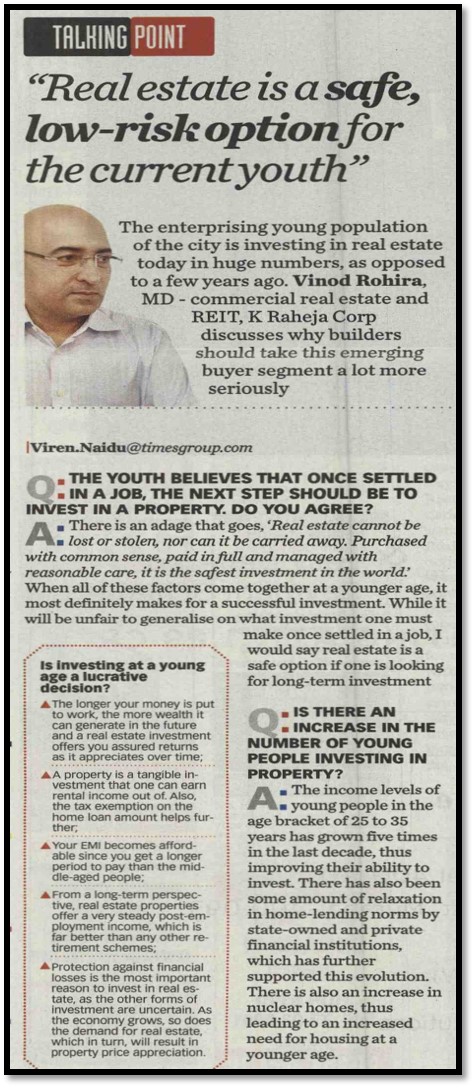 TALKING POINT
“Real estate is a safe,
low-risk option for
the current youth”
The enterprising young population
of the city is investing in real estate
today in huge numbers, as opposed
to a few years ago. Vinod Rohira,
MD - commercial real estate and
REIT, K Raheja Corp
discusses why builders
should take this emerging
buyer segment a lot more
seriously
|Viren.Naidu@timesgroup.com
Q: THE YOUTH BELIEVES THAT ONCE SETTLED
IN A JOB, THE NEXT STEP SHOULD BE TO
INVEST IN A PROPERTY. DO YOU AGREE?
A: There is an adage that goes, ‘Real estate cannot be
lost or stolen, nor can it be carried away. Purchased
with common sense, paid in full and managed with
reasonable care, it is the safest investment in the world.’
When all of these factors come together at a younger age, it
most definitely makes for a successful investment. While it
will be unfair to generalise on what investment one must
make once settled in a job, I
would say real estate is a
safe option if one is looking
for long-term investment
Is investing at a young
age a lucrative
decision?
▲The longer your money is put
to work, the more wealth it
can generate in the future
and a real estate investment
offers you assured returns
as it appreciates over time;
▲A property is a tangible in-
vestment that one can earn
rental income out of. Also,
the tax exemption on the
home loan amount helps fur-
ther;
▲Your EMI becomes afford-
able since you get a longer
period to pay than the mid-
dle-aged people;
▲From a long-term perspec-
tive, real estate properties
offer a very steady post-em-
ployment income, which is
far better than any other re-
tirement schemes;
▲Protection against financial
losses is the most important
reason to invest in real es-
tate, as the other forms of
investment are uncertain. As
the economy grows, so does
the demand for real estate,
which in turn, will result in
property price appreciation.
Q: IS THERE AN
INCREASE IN THE
NUMBER OF YOUNG
PEOPLE INVESTING IN
PROPERTY?
A: The income levels of
young people in the
age bracket of 25 to 35
years has grown five times
in the last decade, thus
improving their ability to
invest. There has also been
some amount of relaxation
in home-lending norms by
state-owned and private
financial institutions,
which has further
supported this evolution.
There is also an increase in
nuclear homes, thus
leading to an increased
need for housing at a
younger age.